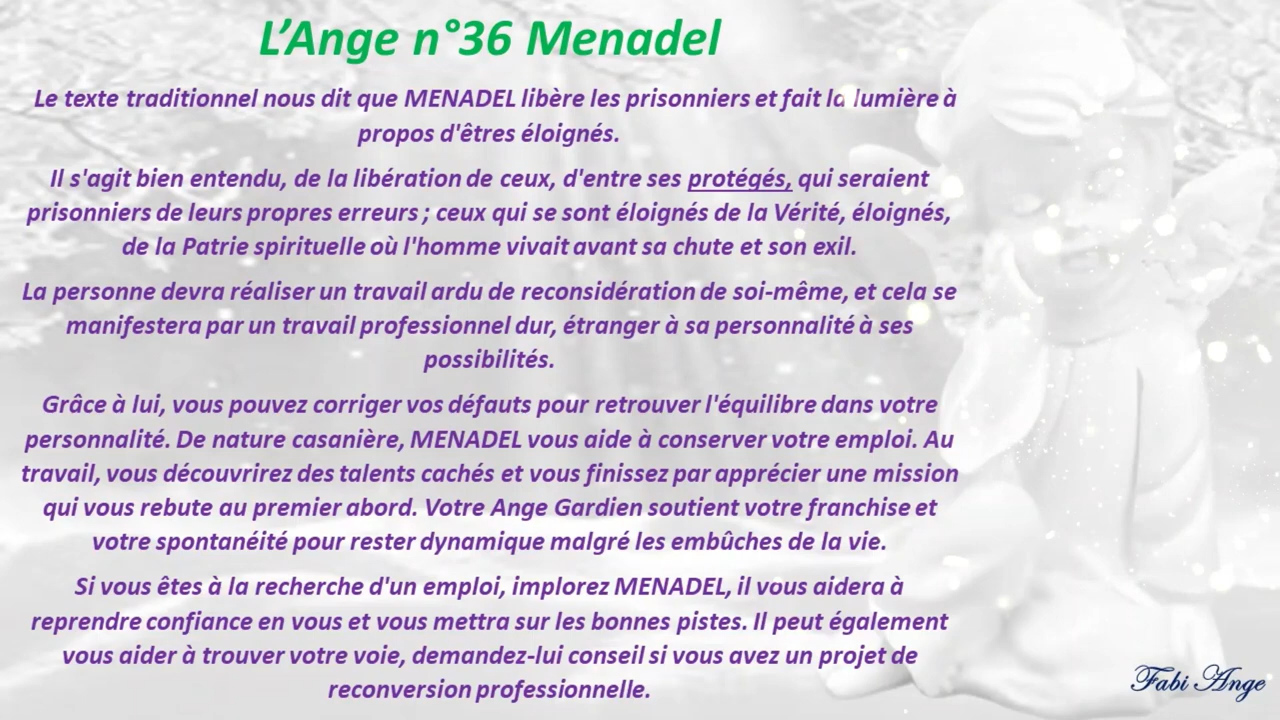 L’Ange n°36 Menadel
Le texte traditionnel nous dit que MENADEL libère les prisonniers et fait la lumière à
propos d'êtres éloignés.
Il s'agit bien entendu, de la libération de ceux, d'entre ses protégés, qui seraient
prisonniers de leurs propres erreurs ; ceux qui se sont éloignés de la Vérité, éloignés,
de la Patrie spirituelle où l'homme vivait avant sa chute et son exil.
La personne devra réaliser un travail ardu de reconsidération de soi-même, et cela se
manifestera par un travail professionnel dur, étranger à sa personnalité à ses
possibilités.
Grâce à lui, vous pouvez corriger vos défauts pour retrouver l'équilibre dans votre
personnalité. De nature casanière, MENADEL vous aide à conserver votre emploi. Au
travail, vous découvrirez des talents cachés et vous finissez par apprécier une mission
qui vous rebute au premier abord. Votre Ange Gardien soutient votre franchise et
votre spontanéité pour rester dynamique malgré les embûches de la vie.
Si vous êtes à la recherche d'un emploi, implorez MENADEL, il vous aidera à
reprendre confiance en vous et vous mettra sur les bonnes pistes. Il peut également
vous aider à trouver votre voie, demandez-lui conseil si vous avez un projet de
reconversion professionnelle.
Fabi Ange